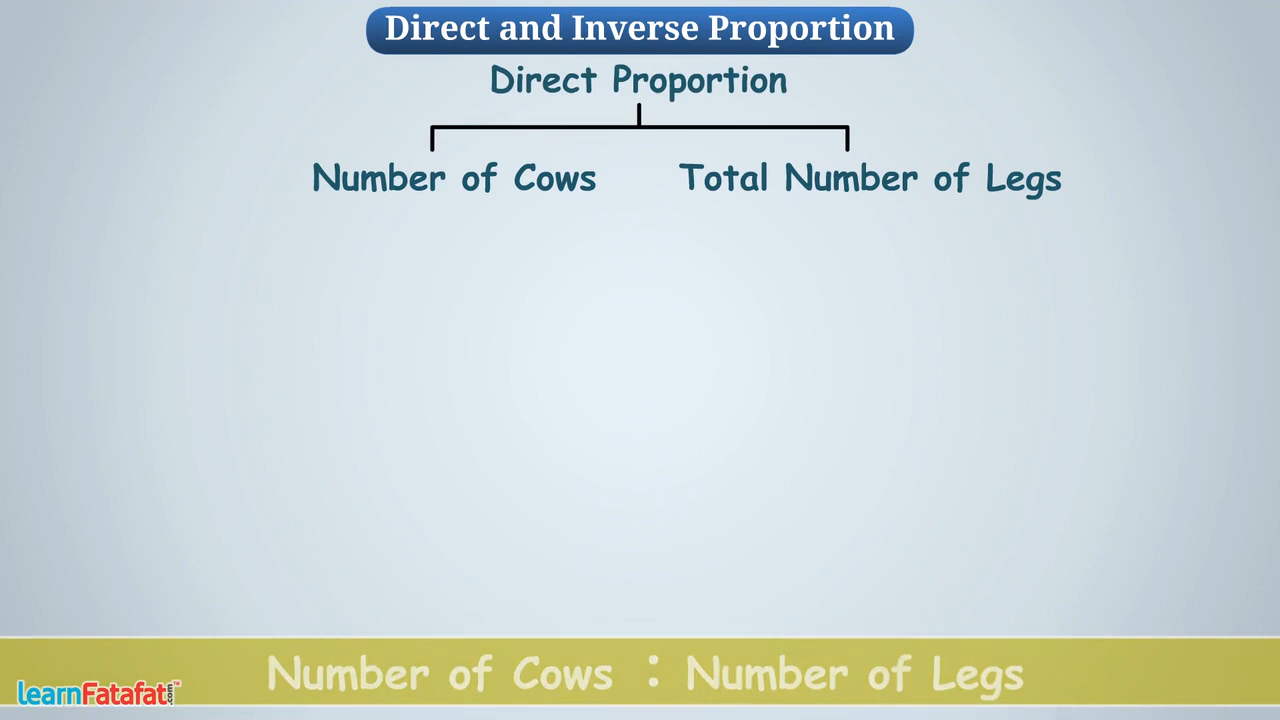 Direct and Inverse Proportion
Direct Proportion
Number of Cows Total Number of Legs
Number of Cows : Number of Legs
learnFatafat.com™